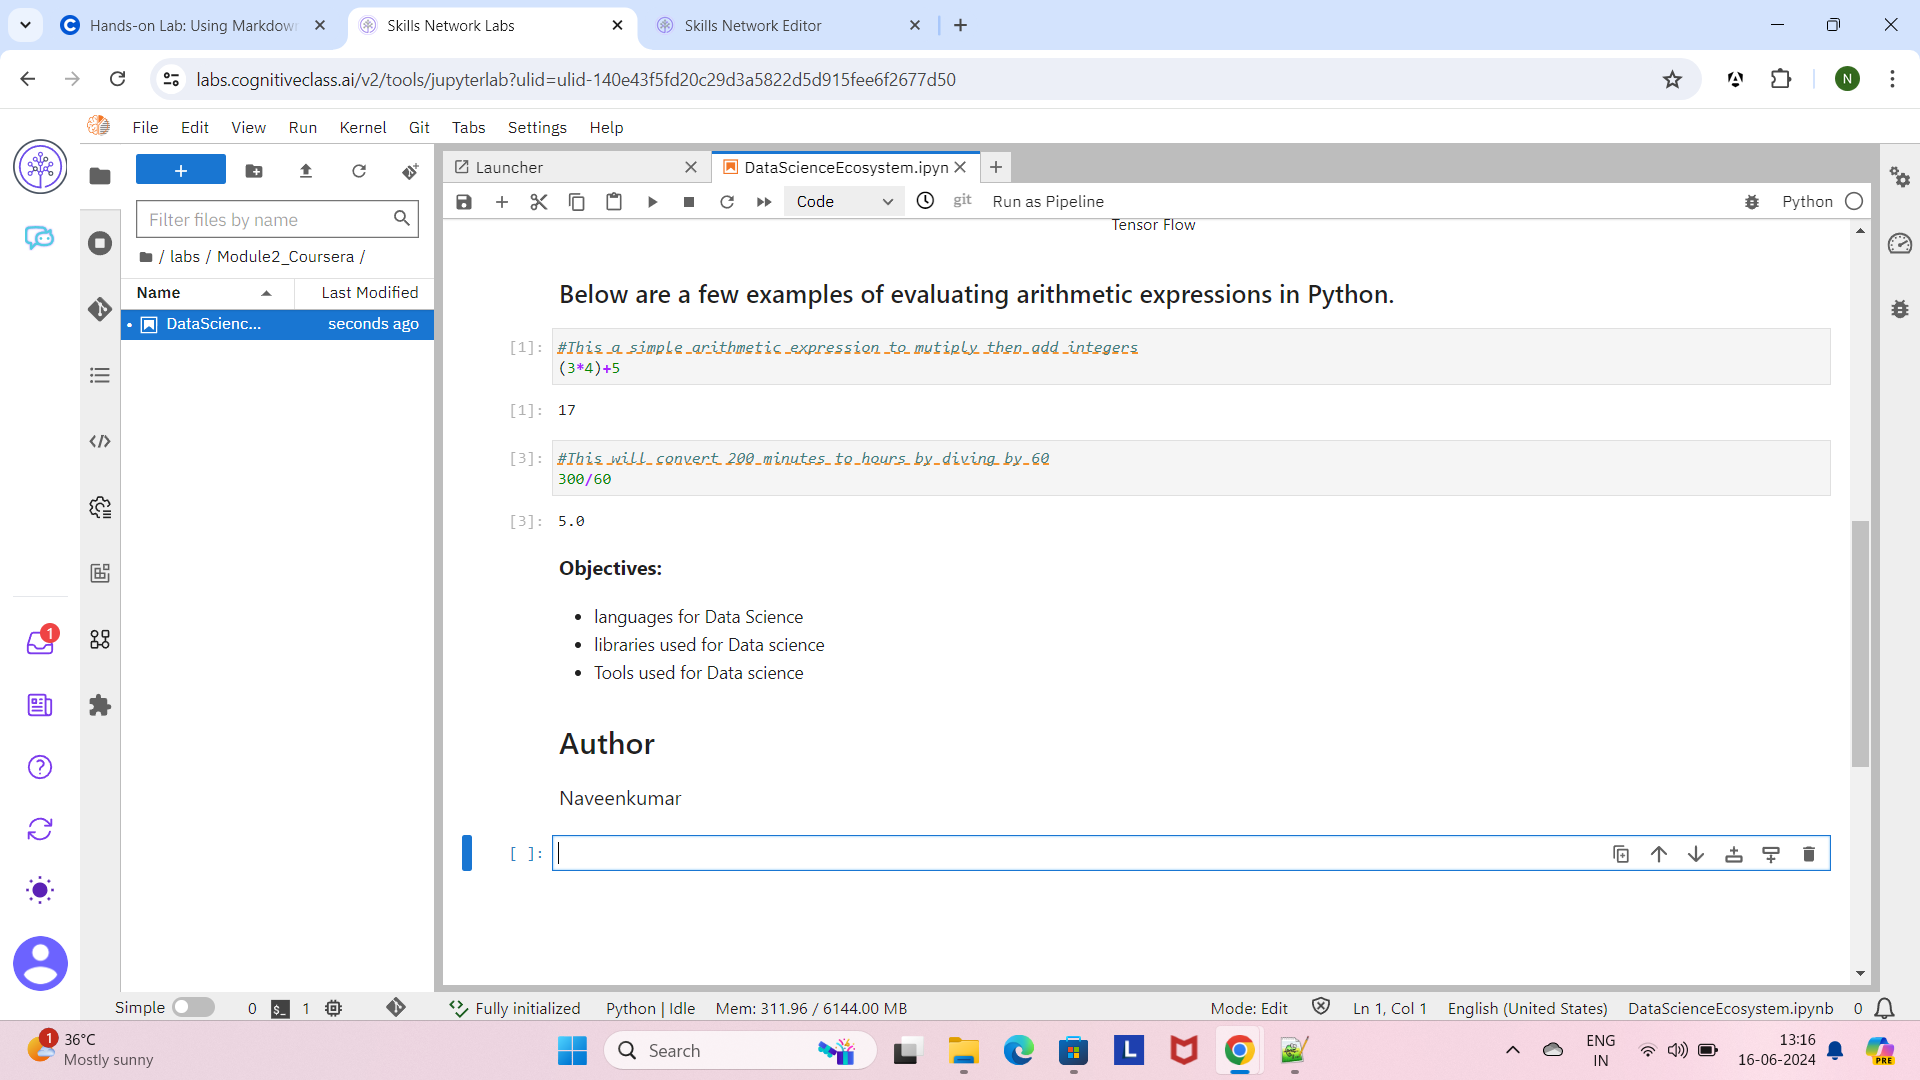 Hands-on Lab: Using Markdown
Skills Network Labs
Skills Network Editor
labs.cognitiveclass.ai/v2/tools/jupyterlab?ulid=ulid-140e43f5fd20c29d3a5822d5d915fee6f2677d50
N
File Edit View Run Kernel Git Tabs Settings Help
Launcher
DataScienceEcosystem.ipyn
Filter files by name
Code
git
Run as Pipeline
Python
/ labs / Module2_Coursera /
Name
Last Modified
DataScienc...
seconds ago
Tensor Flow
Below are a few examples of evaluating arithmetic expressions in Python.
[1]: #This a simple arithmetic expression to mutiply then add integers
(3*4)+5
[1]: 17
[3]: #This will convert 200 minutes to hours by diving by 60
300/60
[3]: 5.0
Objectives:
• languages for Data Science
• libraries used for Data science
• Tools used for Data science
Author
Naveenkumar
[ ]:
1
Simple
0
$_
1
Fully initialized
Python | Idle
Mem: 311.96 / 6144.00 MB
Mode: Edit
Ln 1, Col 1
English (United States)
DataScienceEcosystem.ipynb
0
1
36°C
Mostly sunny
Search
L
ENG
IN
13:16
16-06-2024
PRE